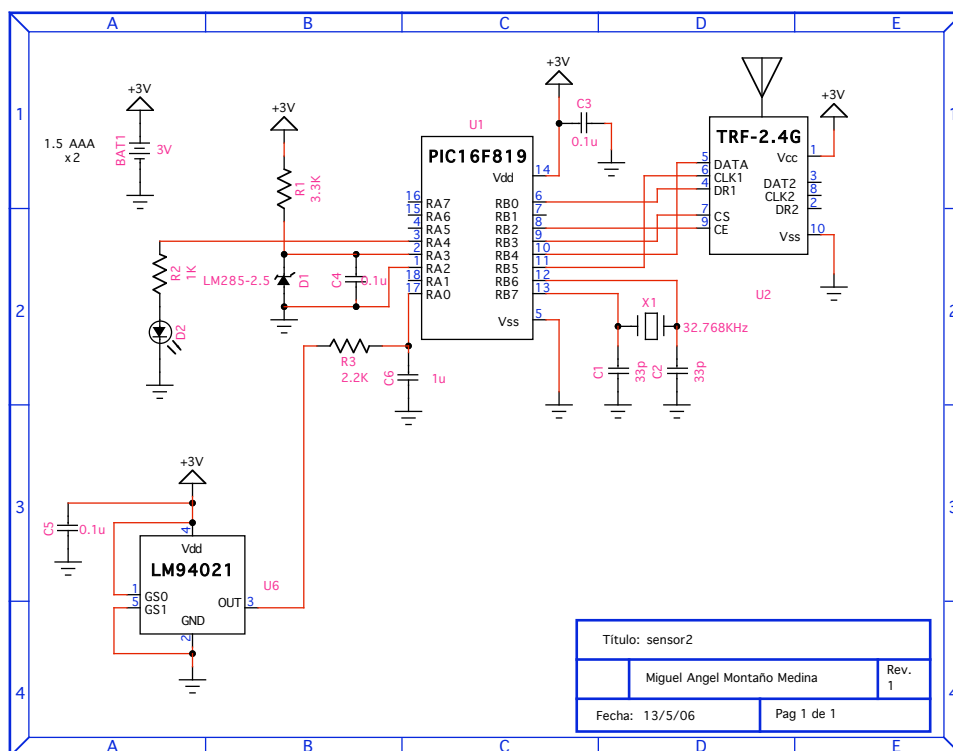 A B C D E
1 1
2 2
3 3
4 4
+3V
1.5 AAA
x2
BAT1
3V
+3V
R1
3.3K
LM285-2.5
D1
C4
0.1u
R2
1K
D2
R3
2.2K
C6
1u
+3V
C3
0.1u
U1
PIC16F819
Vdd 14
16 RA7
15 RA6
4 RA5
3 RA4
2 RA3
1 RA2
18 RA1
17 RA0
RB0 6
RB1 7
RB2 8
RB3 9
RB4 10
RB5 11
RB6 12
RB7 13
Vss 5
X1
32.768KHz
C1
33p
C2
33p
+3V
TRF-2.4G
Vcc 1
5 DATA
6 CLK1
4 DR1
7 CS
9 CE
DAT2 3
CLK2 8
DR2 2
Vss 10
U2
+3V
C5
0.1u
4
Vdd
LM94021
U6
1 GS0
5 GS1
OUT 3
GND
2
Título: sensor2
Miguel Angel Montaño Medina
Rev.
1
Fecha: 13/5/06
Pag 1 de 1
A B C D E